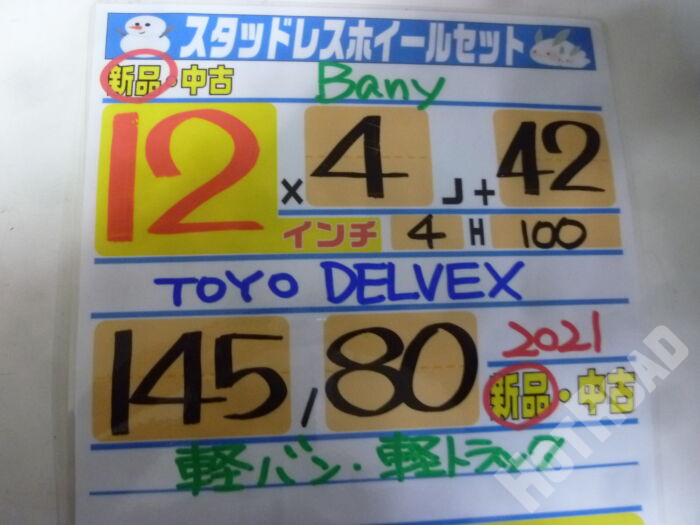 スタッドレスホイールセット
新品・中古 Bany
12 × 4 J + 42
インチ 4 H 100
TOYO DELVEX
145 / 80 2021
新品・中古
軽バン・軽トラック
HOTROAD